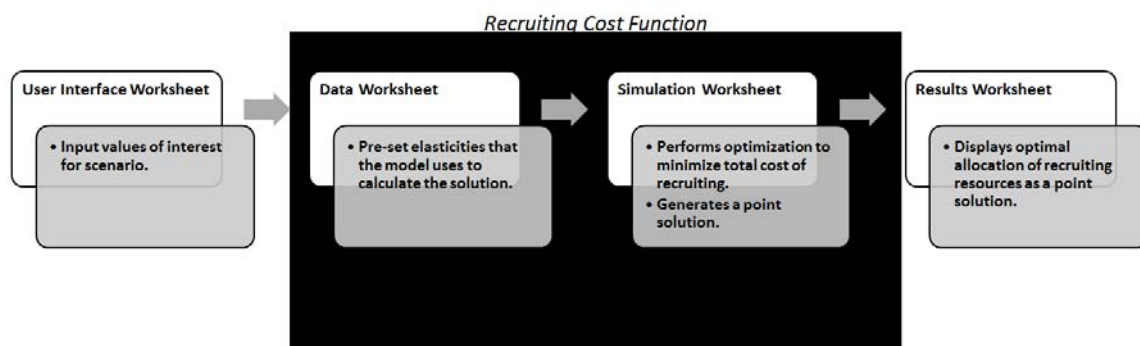 Recruiting Cost Function
User Interface Worksheet
• Input values of interest
for scenario.
Data Worksheet
• Pre-set elasticities that
the model uses to
calculate the solution.
Simulation Worksheet
• Performs optimization to
minimize total cost of
recruiting.
• Generates a point
solution.
Results Worksheet
• Displays optimal
allocation of recruiting
resources as a point
solution.